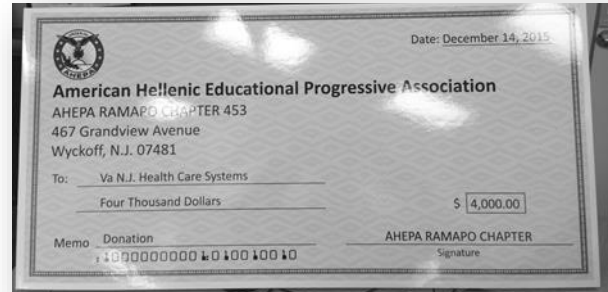 Date: December 14, 2015
AHEPA
American Hellenic Educational Progressive Association
AHEPA RAMAPO CHAPTER 453
467 Grandview Avenue
Wyckoff, N.J. 07481
To: Va N.J. Health Care Systems
Four Thousand Dollars $ 4,000.00
Memo Donation AHEPA RAMAPO CHAPTER
Signature